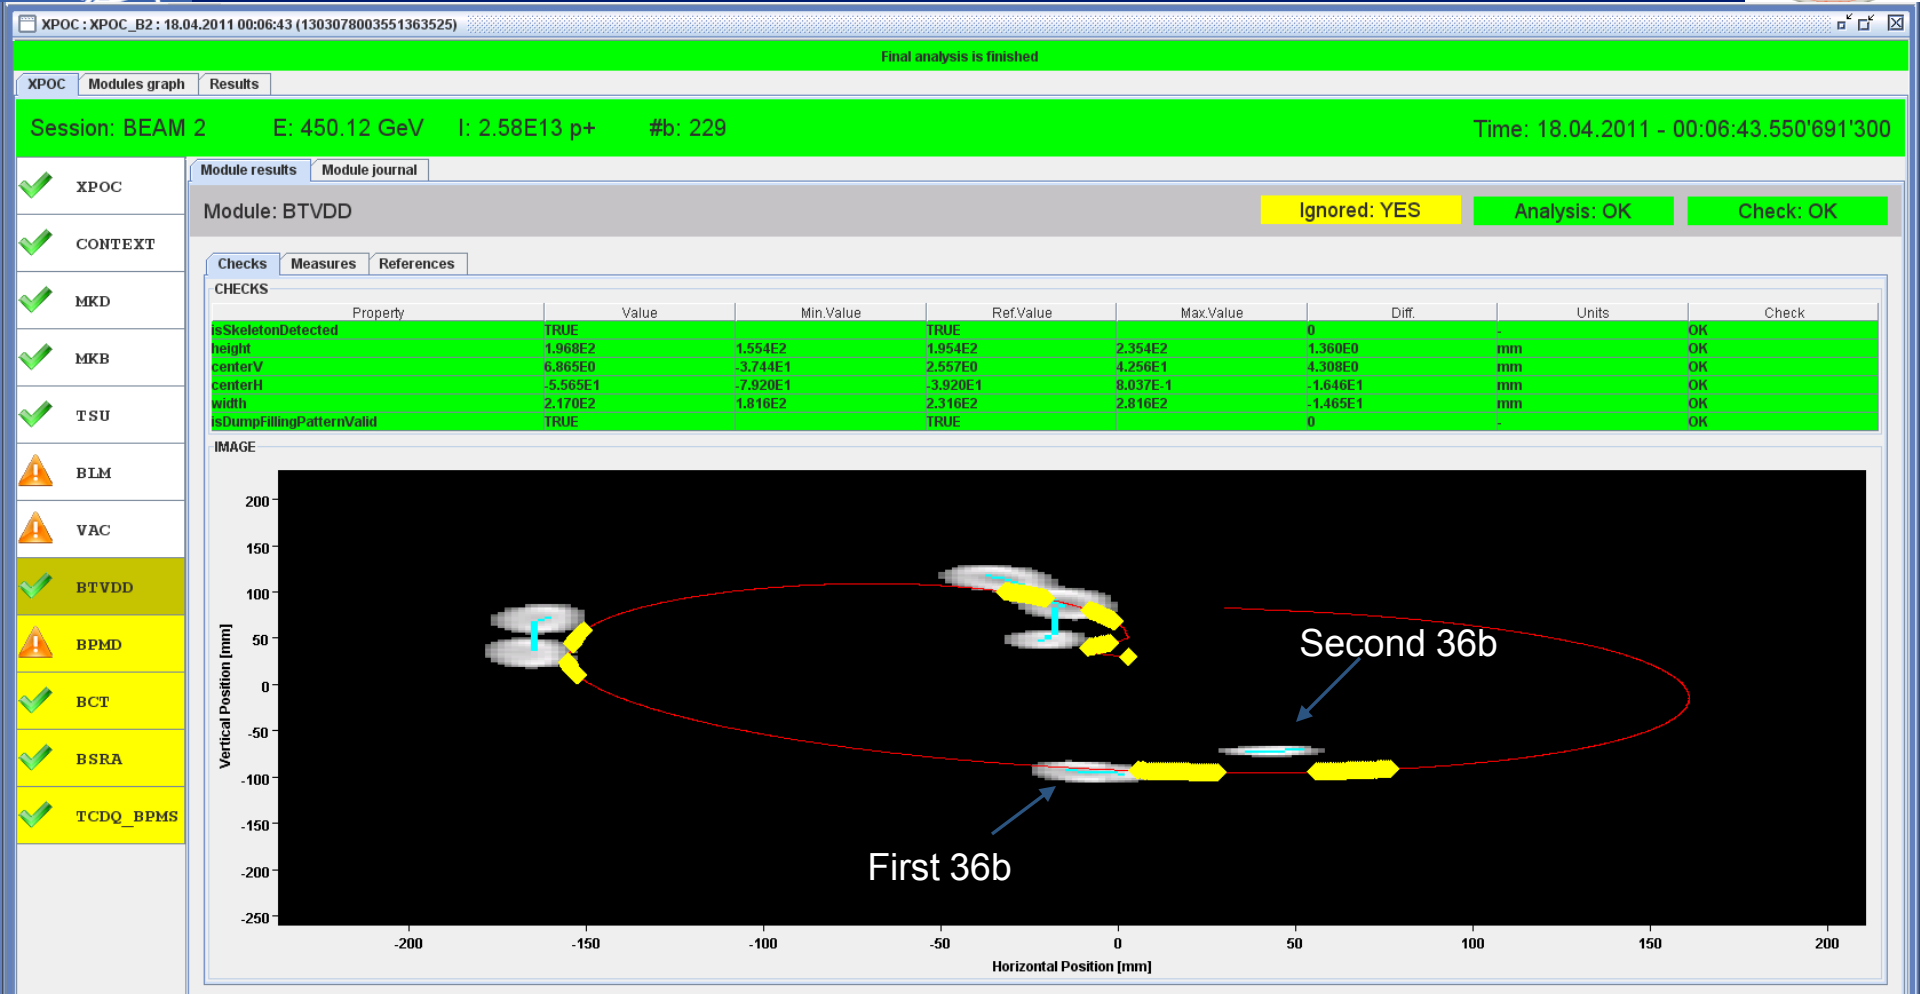 XPOC : XPOC_B2 : 18.04.2011 00:06:43 (1303078003551363525)
Final analysis is finished
XPOC Modules graph Results
Session: BEAM 2 E: 450.12 GeV I: 2.58E13 p+ #b: 229 Time: 18.04.2011 - 00:06:43.550'691'300
XPOC
CONTEXT
MKD
MKB
TSU
BLM
VAC
BTVDD
BPMD
BCT
BSRA
TCDQ_BPMS
Module results Module journal
Module: BTVDD Ignored: YES Analysis: OK Check: OK
Checks Measures References
CHECKS
Property Value Min.Value Ref.Value Max.Value Diff. Units Check
isSkeletonDetected TRUE TRUE 0 - OK
height 1.968E2 1.554E2 1.954E2 2.354E2 1.360E0 mm OK
centerV 6.865E0 -3.744E1 2.557E0 4.256E1 4.308E0 mm OK
centerH -5.565E1 -7.920E1 -3.920E1 8.037E-1 -1.646E1 mm OK
width 2.170E2 1.816E2 2.316E2 2.816E2 -1.465E1 mm OK
isDumpFillingPatternValid TRUE TRUE 0 - OK
IMAGE
Vertical Position [mm]
200
150
100
50
0
-50
-100
-150
-200
-250
Second 36b
First 36b
-200 -150 -100 -50 0 50 100 150 200
Horizontal Position [mm]